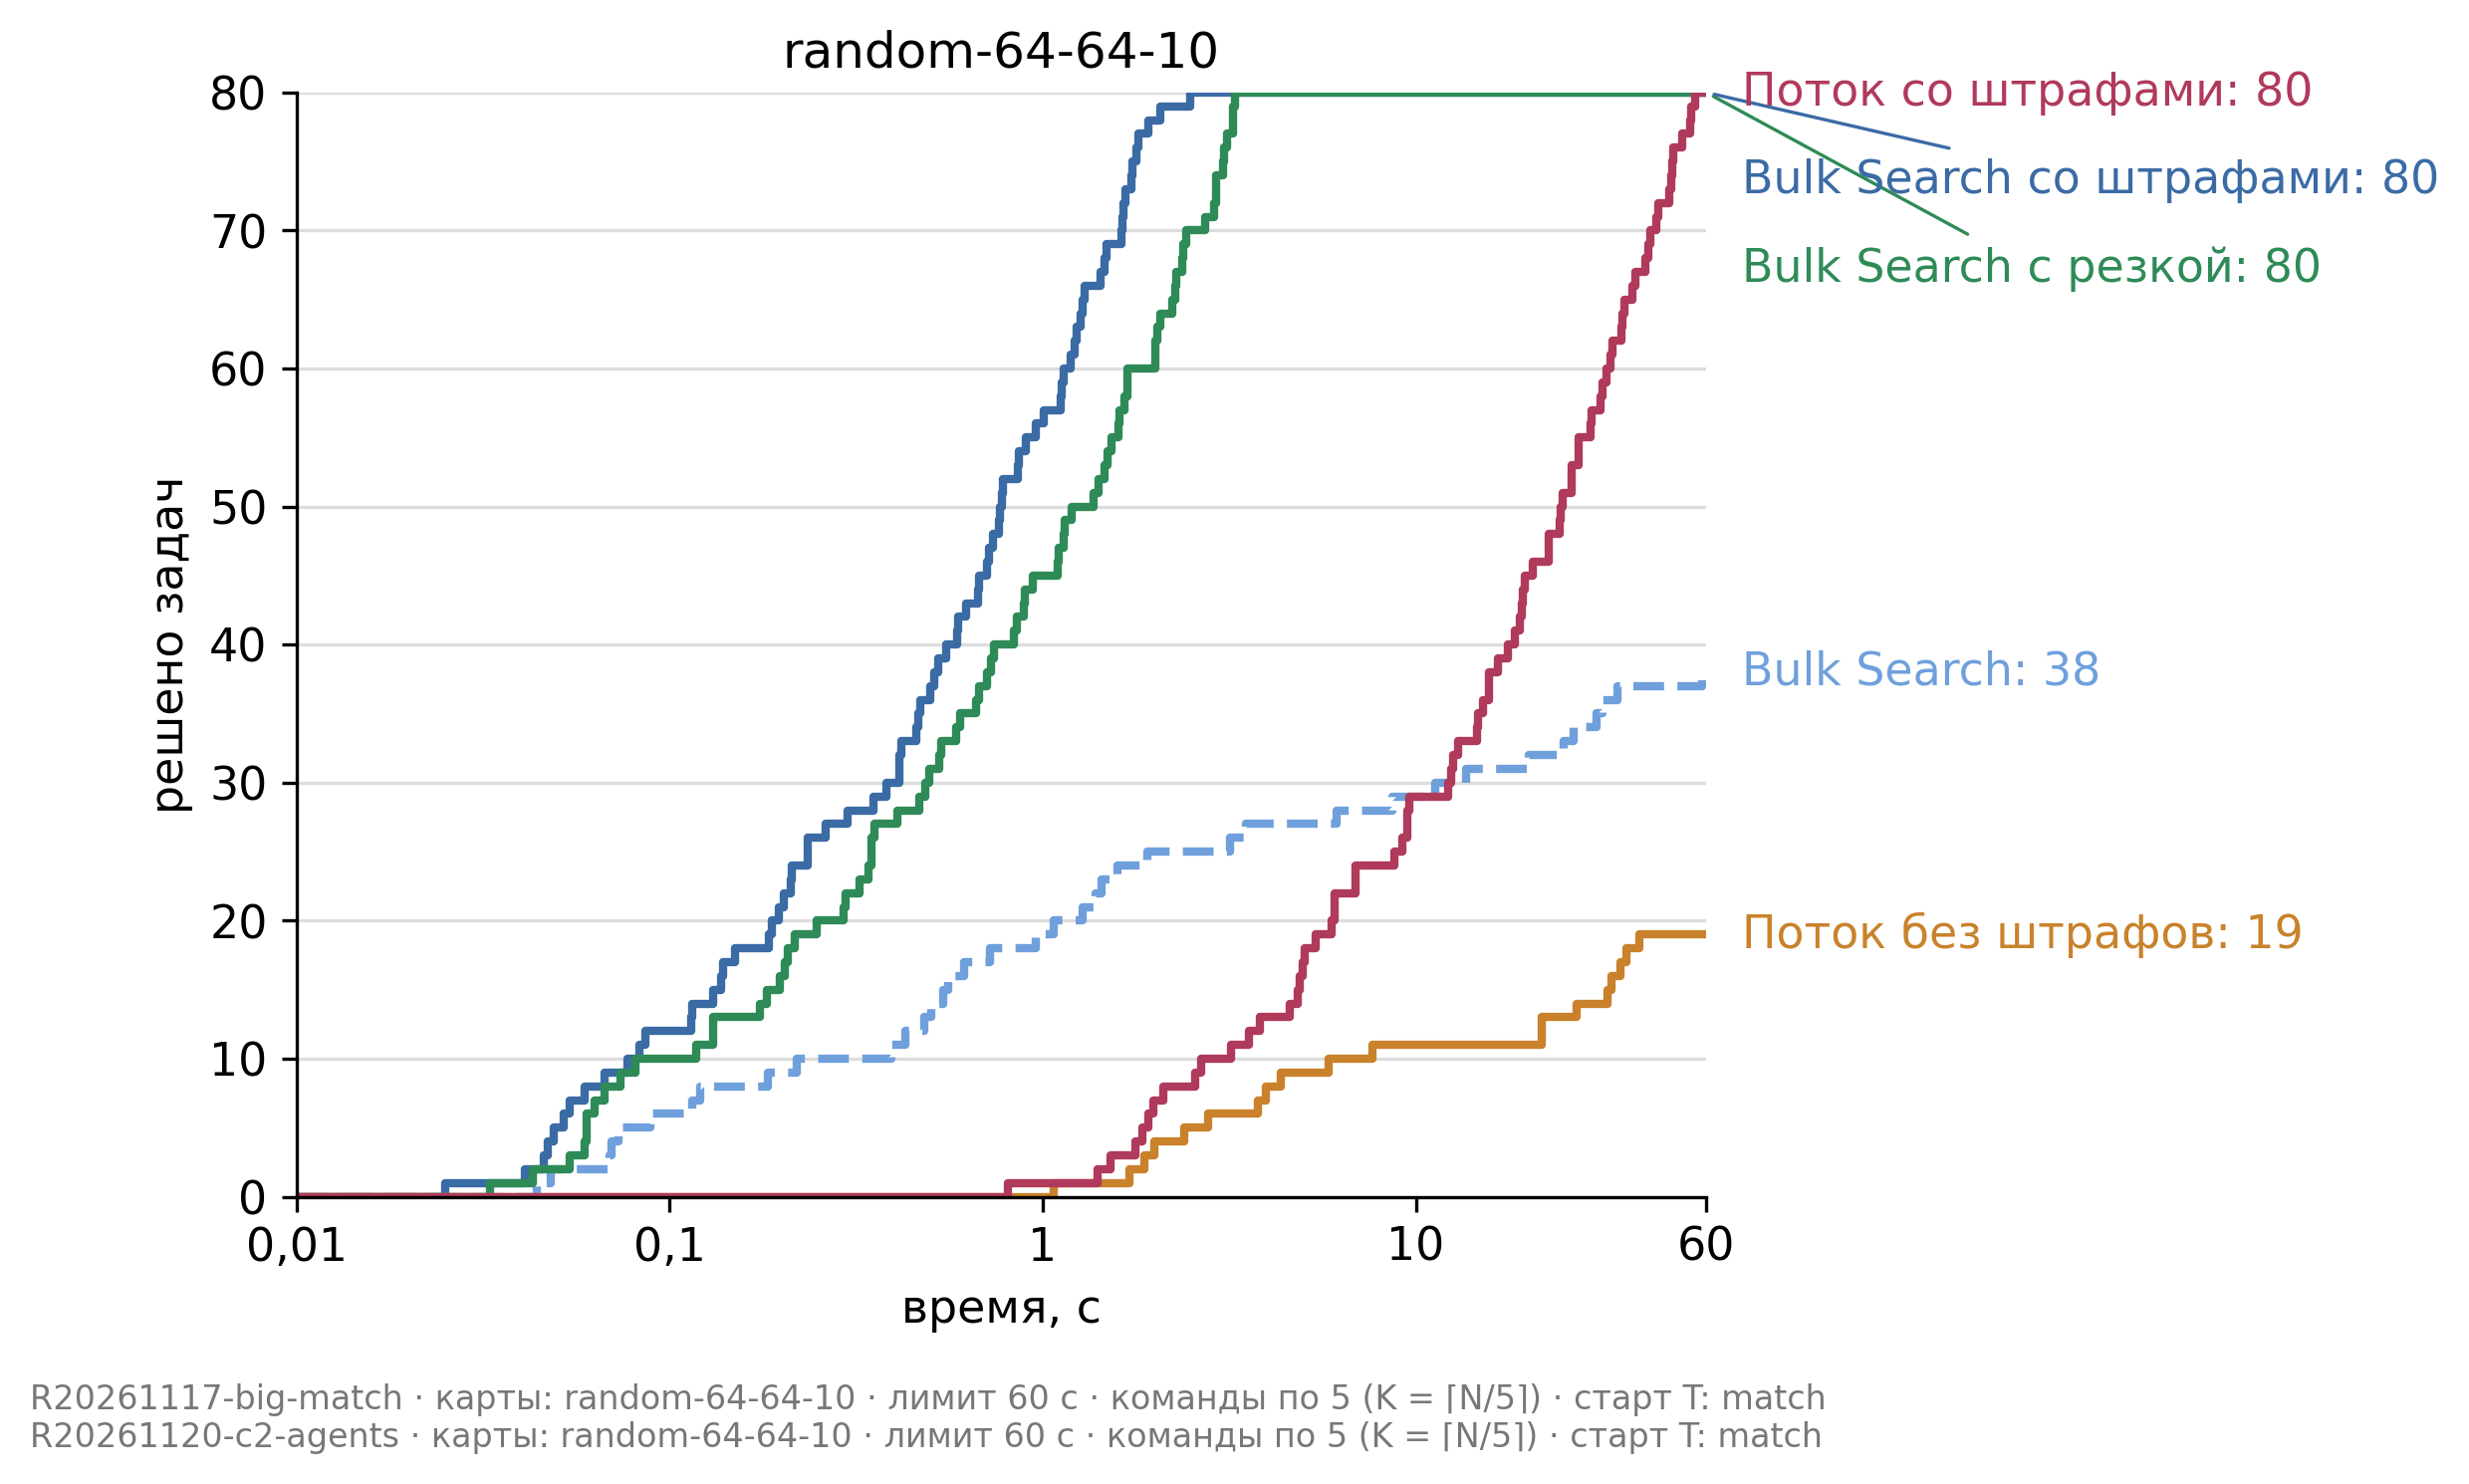 random-64-64-10
80
70
60
50
40
30
20
10
0
решено задач
0,01
0,1
1
10
60
время, с
Поток со штрафами: 80
Bulk Search со штрафами: 80
Bulk Search с резкой: 80
Bulk Search: 38
Поток без штрафов: 19
R20261117-big-match · карты: random-64-64-10 · лимит 60 с · команды по 5 (K = ⌈N/5⌉) · старт T: match
R20261120-c2-agents · карты: random-64-64-10 · лимит 60 с · команды по 5 (K = ⌈N/5⌉) · старт T: match